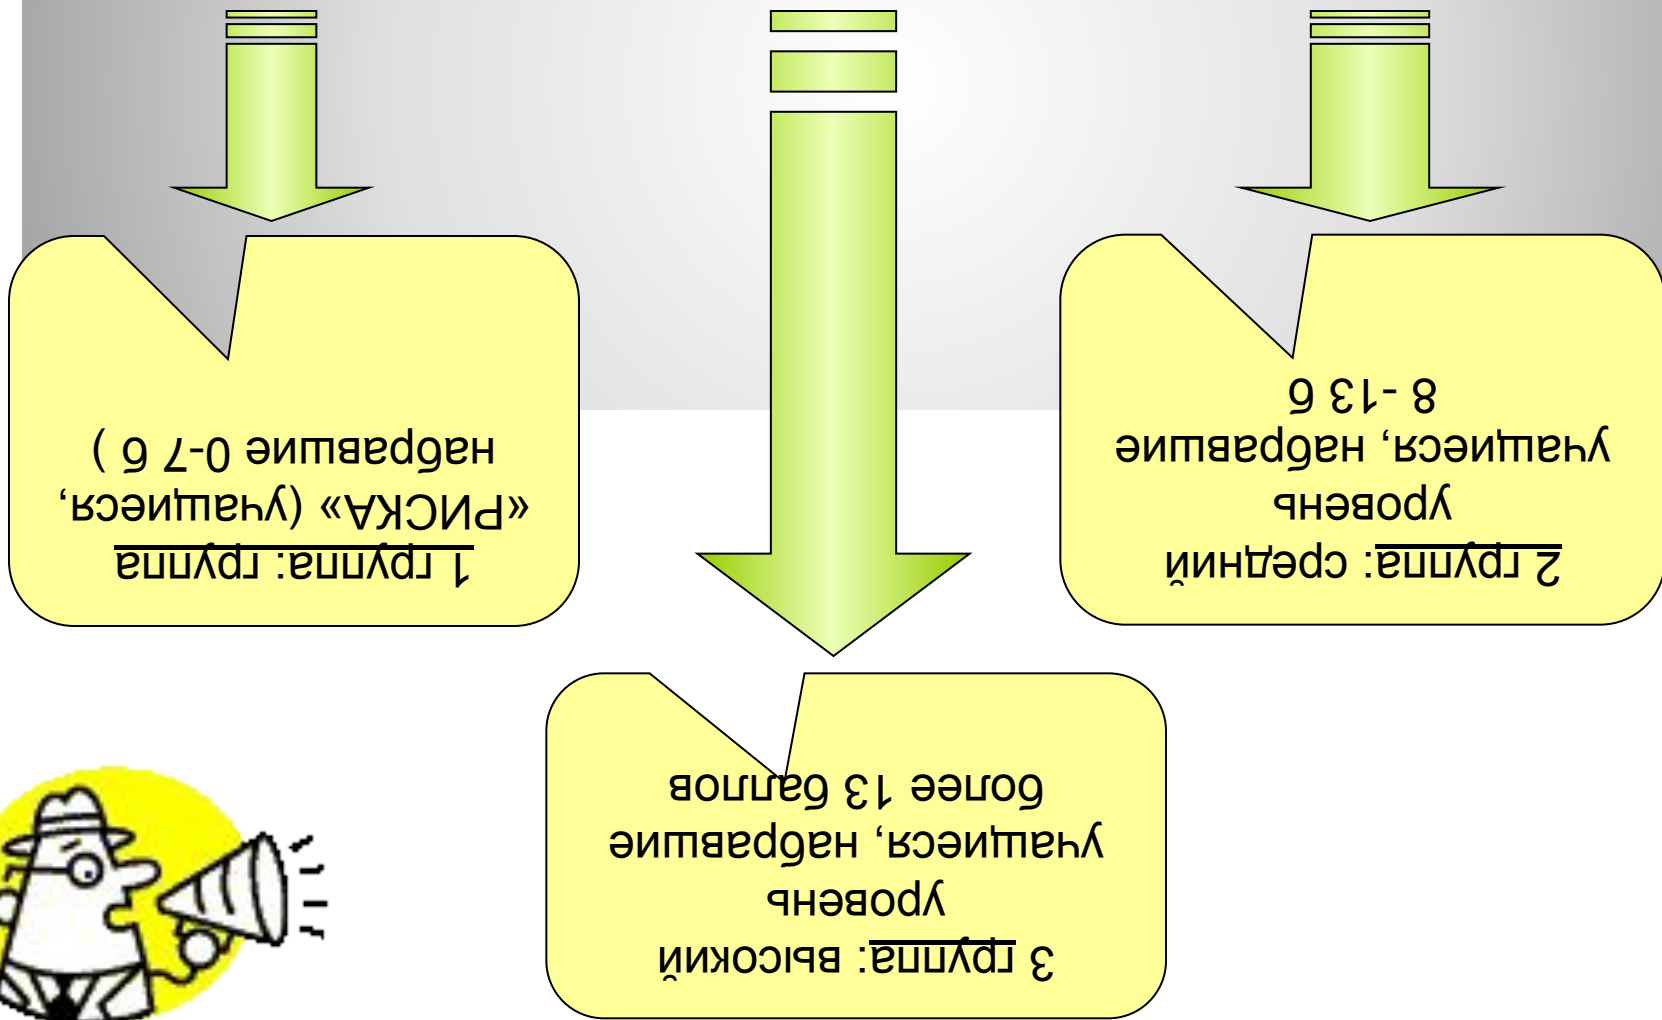 1 группа: группа
«РИСКА» (учащиеся,
набравшие 0-7 б )
2 группа: средний
уровень
учащиеся, набравшие
8 -13 б
3 группа: высокий
уровень
учащиеся, набравшие
более 13 баллов